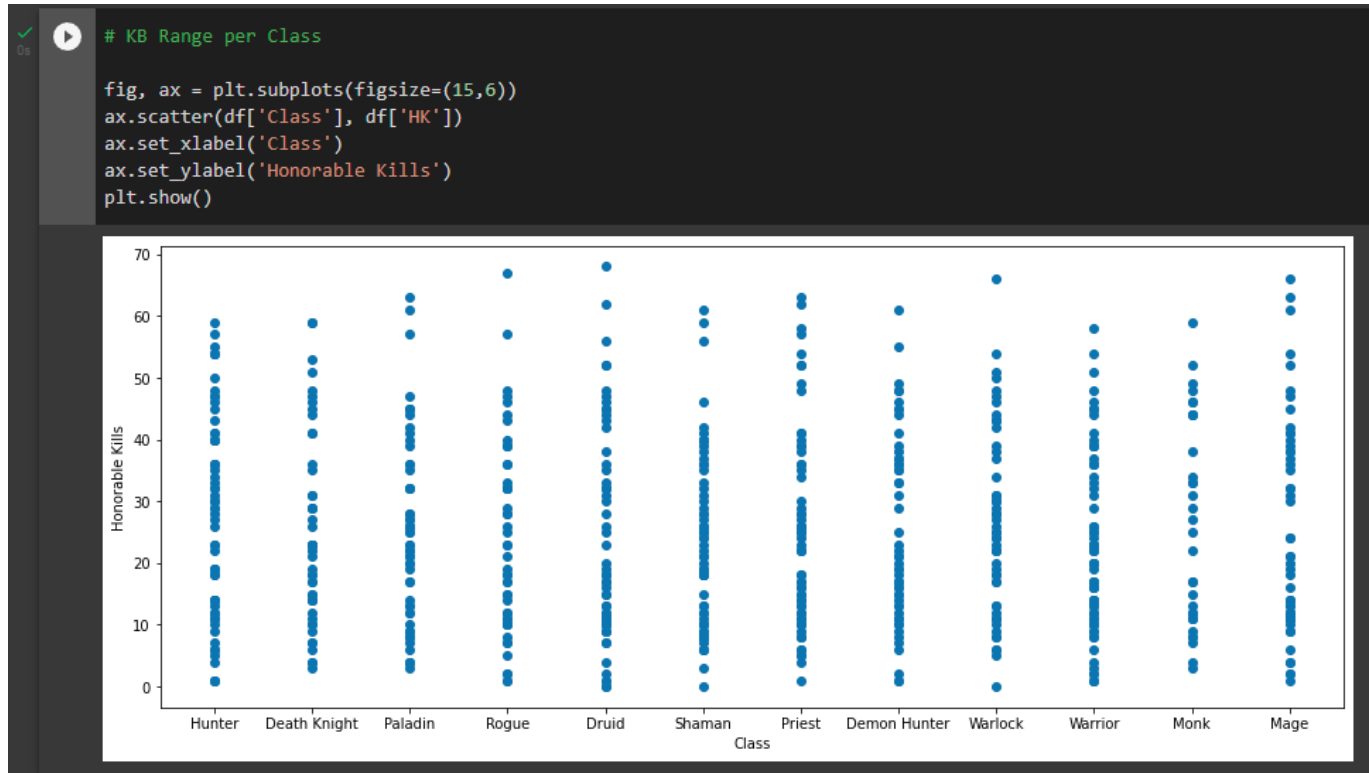 # KB Range per Class
0s
fig, ax = plt.subplots(figsize=(15,6))
ax.scatter(df['Class'], df['HK'])
ax.set_xlabel('Class')
ax.set_ylabel('Honorable Kills')
plt.show()
70
60
50
40
30
20
10
0
Honorable Kills
Hunter Death Knight Paladin Rogue Druid Shaman Priest Demon Hunter Warlock Warrior Monk Mage
Class